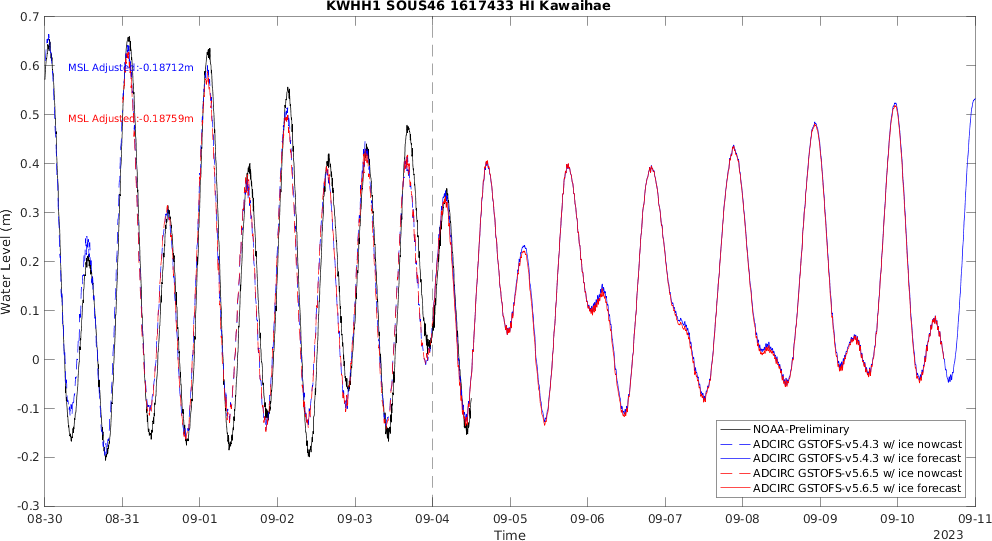 KWHH1 SOUS46 1617433 HI Kawaihae
0.7
0.6
0.5
0.4
0.3
0.2
0.1
0
-0.1
-0.2
-0.3
Water Level (m)
MSL Adjusted:-0.18712m
MSL Adjusted:-0.18759m
NOAA-Preliminary
ADCIRC GSTOFS-v5.4.3 w/ ice nowcast
ADCIRC GSTOFS-v5.4.3 w/ ice forecast
ADCIRC GSTOFS-v5.6.5 w/ ice nowcast
ADCIRC GSTOFS-v5.6.5 w/ ice forecast
08-30 08-31 09-01 09-02 09-03 09-04 09-05 09-06 09-07 09-08 09-09 09-10 09-11
Time
2023